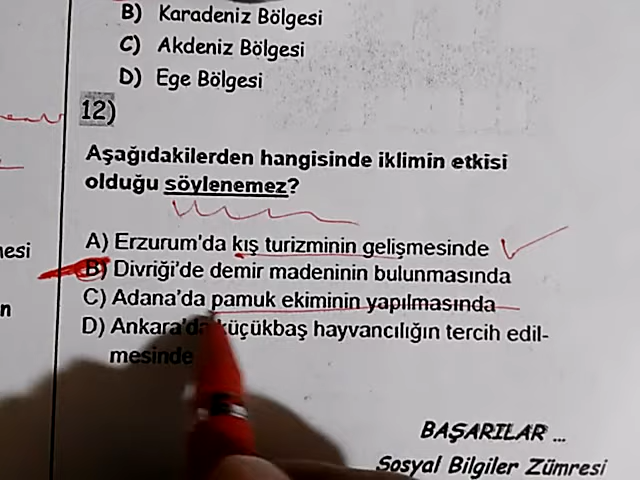 B) Karadeniz Bölgesi
C) Akdeniz Bölgesi
D) Ege Bölgesi
12)
Aşağıdakilerden hangisinde iklimin etkisi
olduğu söylenemez?
A) Erzurum'da kış turizminin gelişmesinde
B) Divriği'de demir madeninin bulunmasında
C) Adana'da pamuk ekiminin yapılmasında
D) Ankara'da küçükbaş hayvancılığın tercih edil-
mesinde
BAŞARILAR ...
Sosyal Bilgiler Zümresi